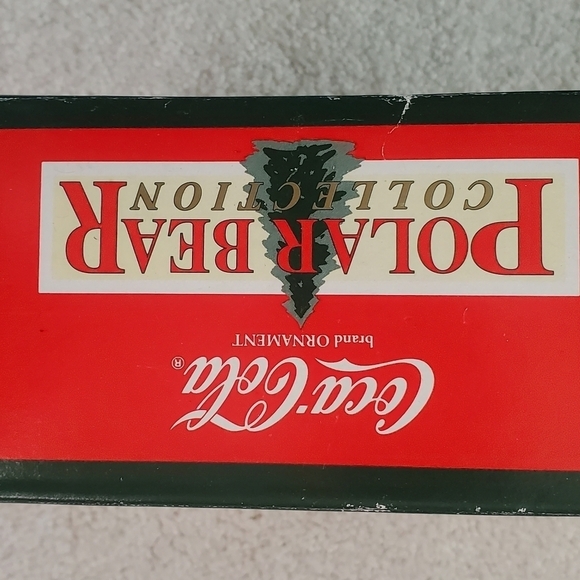 Coca-Cola®
brand ORNAMENT
POLAR BEAR
COLLECTION